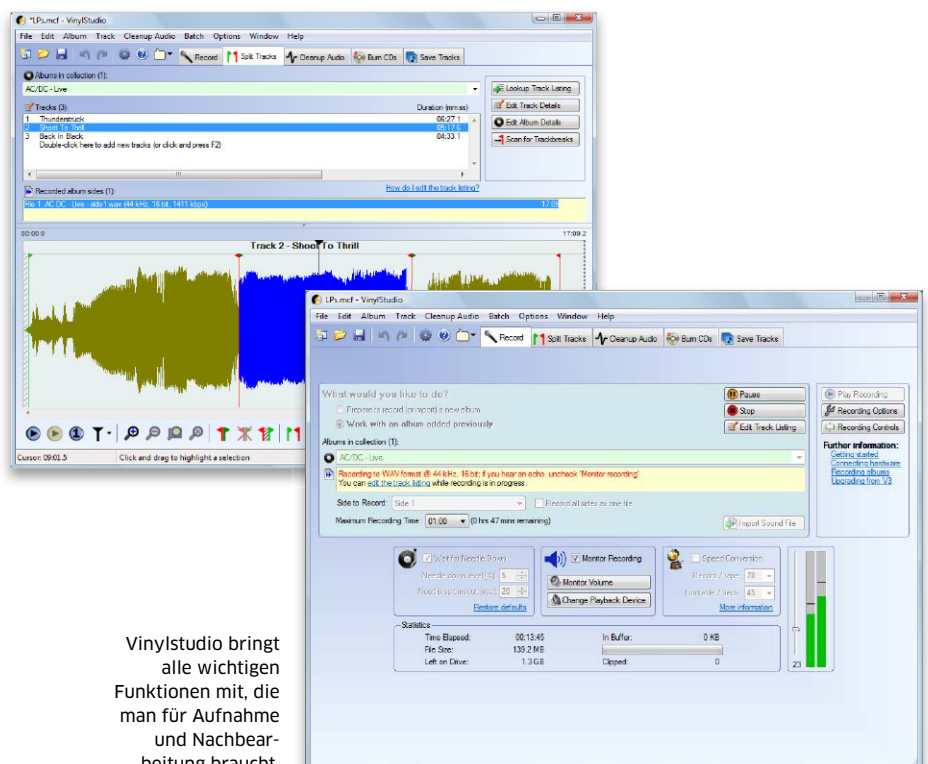 *LPs.mcf - VinylStudio
File Edit Album Track Cleanup Audio Batch Options Window Help
Record Split Tracks Cleanup Audio Burn CDs Save Tracks
Albums in collection (1):
AC/DC - Live
Lookup Track Listing
Tracks (3): Duration (mm:ss)
Edit Track Details
1 Thunderstruck 06:27.1
2 Shoot To Thrill 05:17.6
Edit Album Details
3 Back In Black 04:33.1
Double-click here to add new tracks (or click and press F2)
Scan for Trackbreaks
How do I edit the track listing?
Recorded album sides (1):
File 1: AC DC - Live - side1.wav (44 kHz, 16 bit, 1411 kbps) 17:09
00:00.0 17:09.2
Track 2 - Shoot To Thrill
Cursor: 09:01.5 Click and drag to highlight a selection
LPs.mcf - VinylStudio
File Edit Album Track Cleanup Audio Batch Options Window Help
Record Split Tracks Cleanup Audio Burn CDs Save Tracks
What would you like to do?
Prepare to record (or import) a new album
Work with an album added previously
Pause
Stop
Edit Track Listing
Play Recording
Recording Options
Recording Controls
Albums in collection (1):
AC/DC - Live
Further information:
Getting started
Connecting hardware
Recording albums
Upgrading from V3
Recording to WAV format @ 44 kHz, 16 bit; if you hear an echo, uncheck 'Monitor recording'
You can edit the track listing while recording is in progress.
Side to Record: Side 1 Record all sides as one file
Maximum Recording Time: 01:00 (0 hrs 47 mins remaining) Import Sound File
Wait for Needle Down
Needle down level (%): 5
20
Restore defaults
Monitor Recording
Monitor Volume
Change Playback Device
Speed Conversion
Record / tape: 78
Turntable / deck: 45
More information
Statistics
Time Elapsed: 00:13:45 In Buffer: 0 KB
File Size: 139.2 MB
Left on Drive: 1.3 GB Clipped: 0
23
Vinylstudio bringt
alle wichtigen
Funktionen mit, die
man für Aufnahme
und Nachbear-
beitung braucht.